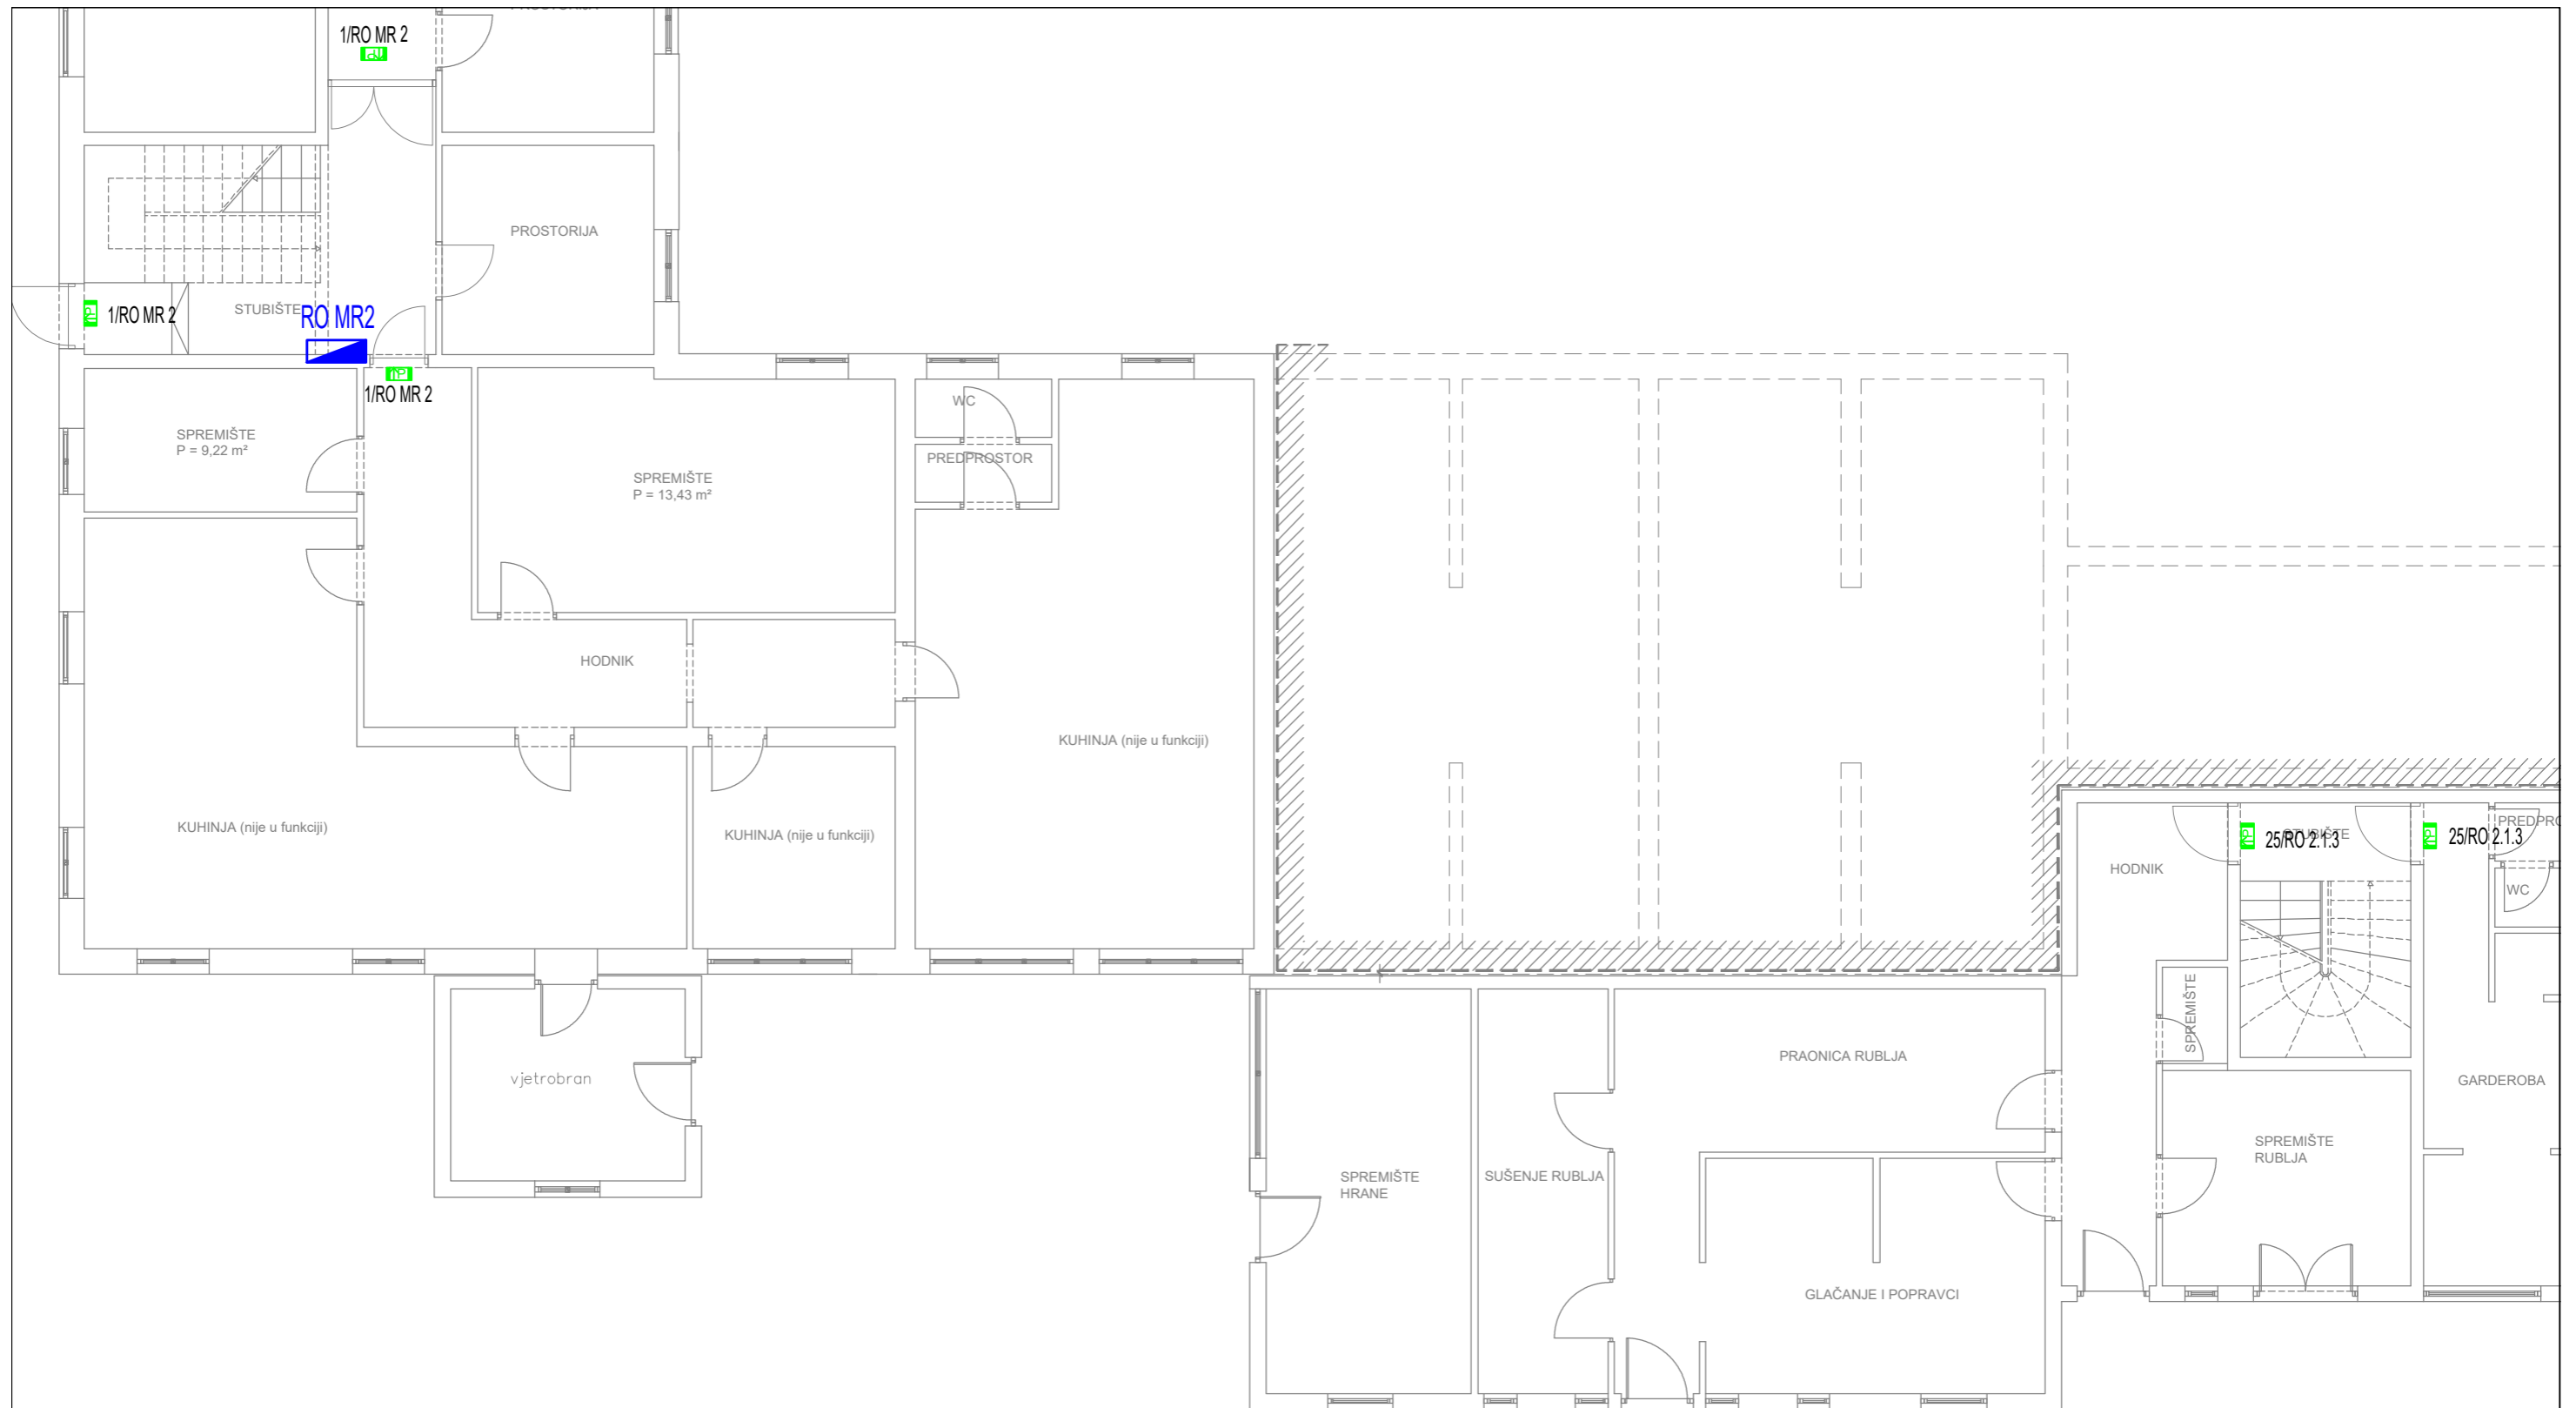 1/RO MR 2
PROSTORIJA
STUBIŠTE
RO MR2
1/RO MR 2
1/RO MR 2
SPREMIŠTE
P = 9,22 m²
SPREMIŠTE
P = 13,43 m²
WC
PREDPROSTOR
HODNIK
KUHINJA (nije u funkciji)
KUHINJA (nije u funkciji)
KUHINJA (nije u funkciji)
vjetrobran
HODNIK
STUBIŠTE
25/RO 2.1.3
25/RO 2.1.3
PREDPRO
WC
SPREMIŠTE
PRAONICA RUBLJA
GARDEROBA
SPREMIŠTE
RUBLJA
SPREMIŠTE
HRANE
SUŠENJE RUBLJA
GLAČANJE I POPRAVCI